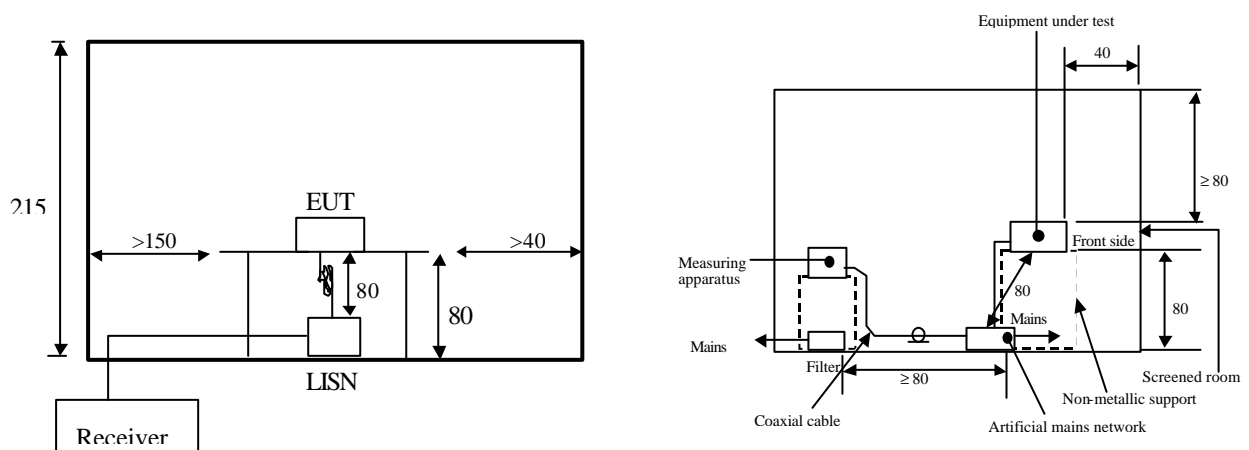 215
EUT
>150
>40
80
80
LISN
Receiver
Equipment under test
40
≥ 80
Front side
Measuring
apparatus
80
80
Mains
Mains
Filter
≥ 80
Screened room
Non-metallic support
Coaxial cable
Artificial mains network